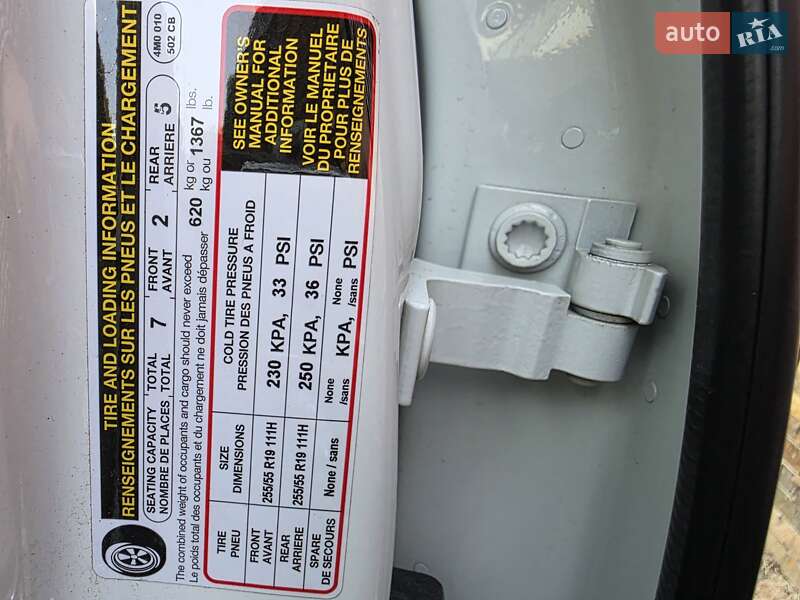 TIRE AND LOADING INFORMATION
RENSEIGNEMENTS SUR LES PNEUS ET LE CHARGEMENT
SEATING CAPACITY TOTAL 7 FRONT 2 REAR 5
NOMBRE DE PLACES TOTAL AVANT ARRIERE
4M0 010
502 CB
The combined weight of occupants and cargo should never exceed 620 kg or 1367 lbs.
Le poids total des occupants et du chargement ne doit jamais dépasser kg ou lb.
TIRE SIZE COLD TIRE PRESSURE
PNEU DIMENSIONS PRESSION DES PNEUS A FROID
FRONT 255/55 R19 111H 230 KPA, 33 PSI
AVANT
REAR 255/55 R19 111H 250 KPA, 36 PSI
ARRIERE
SPARE None / sans None KPA, None PSI
DE SECOURS /sans /sans
SEE OWNER'S
MANUAL FOR
ADDITIONAL
INFORMATION
VOIR LE MANUEL
DU PROPRIETAIRE
POUR PLUS DE
RENSEIGNEMENTS
auto RIA
.com